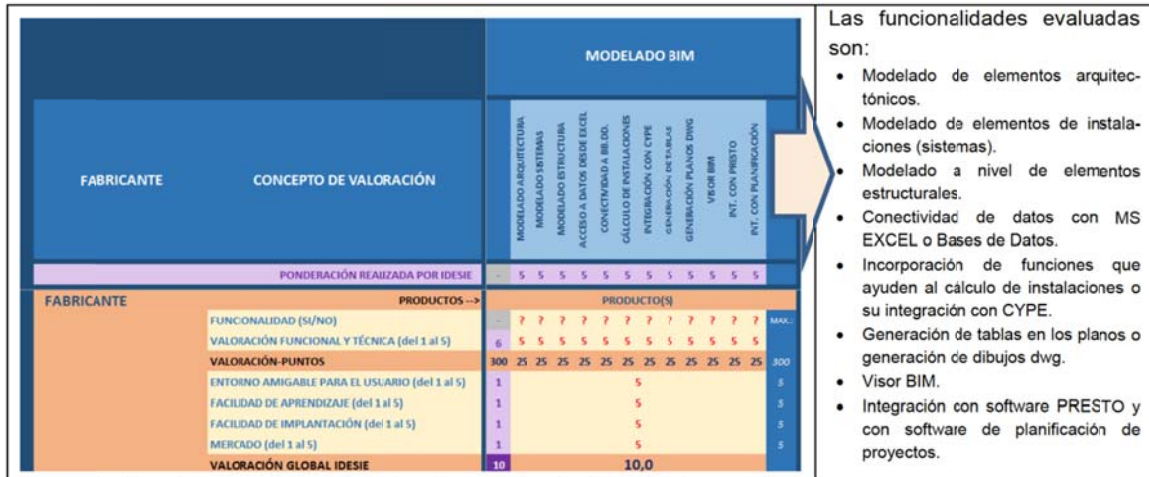 MODELADO BIM
FABRICANTE
CONCEPTO DE VALORACIÓN
MODELADO ARQUITECTURA
MODELADO SISTEMAS
MODELADO ESTRUCTURA
ACCESO A DATOS DESDE EXCEL
CONECTIVIDAD A BB.DD.
CÁLCULO DE INSTALACIONES
INTEGRACIÓN CON CYPE
GENERACIÓN DE TABLAS
GENERACIÓN PLANOS DWG
VISOR BIM
INT. CON PRESTO
INT. CON PLANIFICACIÓN
PONDERACIÓN REALIZADA POR IDESIE - 5 5 5 5 5 5 5 5 5 5 5 5
FABRICANTE PRODUCTOS --> PRODUCTO(S)
FUNCIONALIDAD (SI/NO) - ? ? ? ? ? ? ? ? ? ? ? ? MAX.:
VALORACIÓN FUNCIONAL Y TÉCNICA (del 1 al 5) 6 5 5 5 5 5 5 5 5 5 5 5 5
VALORACIÓN-PUNTOS 300 25 25 25 25 25 25 25 25 25 25 25 25 300
ENTORNO AMIGABLE PARA EL USUARIO (del 1 al 5) 1 5 5
FACILIDAD DE APRENDIZAJE (del 1 al 5) 1 5 5
FACILIDAD DE IMPLANTACIÓN (del 1 al 5) 1 5 5
MERCADO (del 1 al 5) 1 5 5
VALORACIÓN GLOBAL IDESIE 10 10,0
Las funcionalidades evaluadas
son:
• Modelado de elementos arquitec-
tónicos.
• Modelado de elementos de instala-
ciones (sistemas).
• Modelado a nivel de elementos
estructurales.
• Conectividad de datos con MS
EXCEL o Bases de Datos.
• Incorporación de funciones que
ayuden al cálculo de instalaciones o
su integración con CYPE.
• Generación de tablas en los planos o
generación de dibujos dwg.
• Visor BIM.
• Integración con software PRESTO y
con software de planificación de
proyectos.